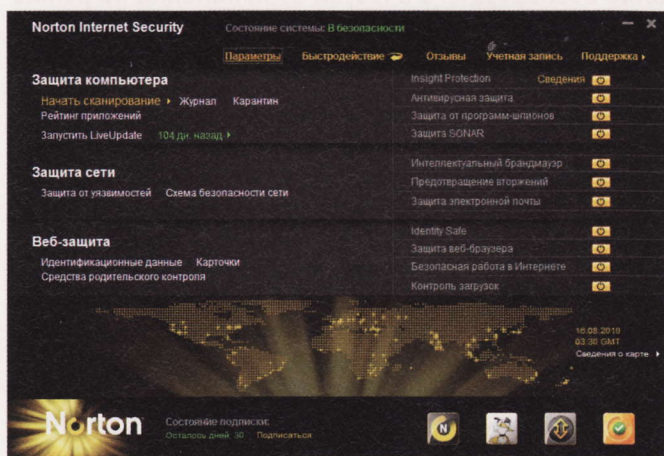 Norton Internet Security
Состояние системы: В безопасности
Параметры Быстродействие Отзывы Учетная запись Поддержка
Защита компьютера
Начать сканирование Журнал Карантин
Рейтинг приложений
Запустить LiveUpdate 104 дн. назад
Insight Protection Сведения
Антивирусная защита
Защита от программ-шпионов
Защита SONAR
Защита сети
Защита от уязвимостей Схема безопасности сети
Интеллектуальный брандмауэр
Предотвращение вторжений
Защита электронной почты
Веб-защита
Идентификационные данные Карточки
Средства родительского контроля
Identity Safe
Защита веб-браузера
Безопасная работа в Интернете
Контроль загрузок
16.08.2010
03:30 GMT
Сведения о карте
Norton
Состояние подписки:
Осталось дней: 30 Подписаться
N